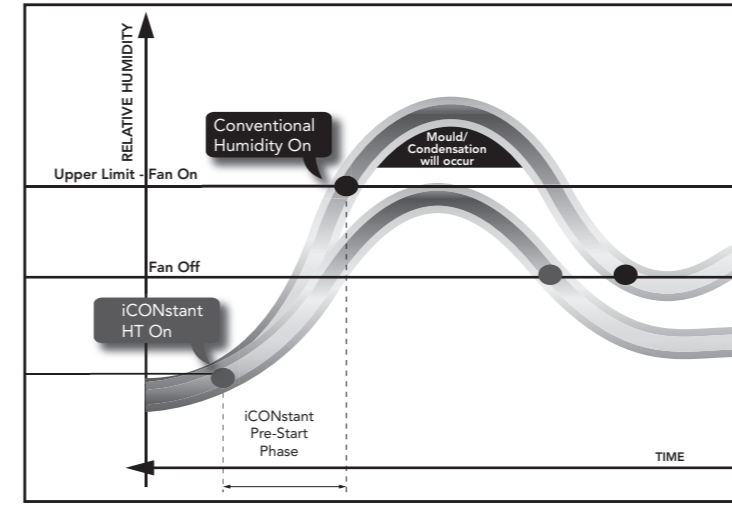 RELATIVE HUMIDITY
Conventional
Humidity On
Mould/
Condensation
will occur
Upper Limit - Fan On
Fan Off
iCONstant
HT On
iCONstant
Pre-Start
Phase
TIME